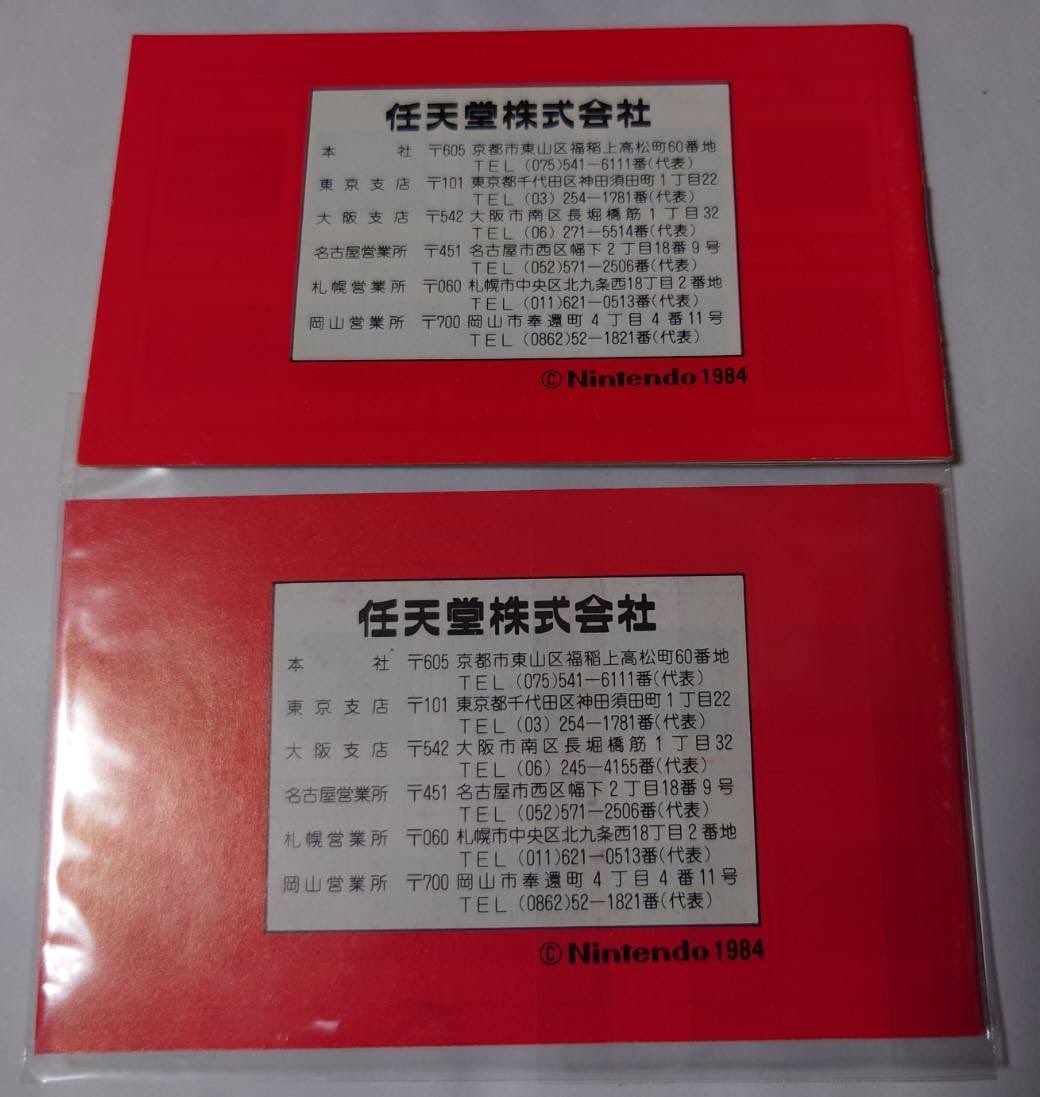 任天堂株式会社
本社 〒605 京都市東山区福稲上高松町60番地
TEL (075)541-6111番(代表)
東京支店 〒101 東京都千代田区神田須田町1丁目22
TEL (03) 254-1781番(代表)
大阪支店 〒542 大阪市南区長堀橋筋1丁目32
TEL (06) 271-5514番(代表)
名古屋営業所 〒451 名古屋市西区幅下2丁目18番9号
TEL (052)571-2506番(代表)
札幌営業所 〒060 札幌市中央区北九条西18丁目2番地
TEL (011)621-0513番(代表)
岡山営業所 〒700 岡山市奉還町4丁目4番11号
TEL (0862)52-1821番(代表)
©Nintendo 1984
任天堂株式会社
本社 〒605 京都市東山区福稲上高松町60番地
TEL (075)541-6111番(代表)
東京支店 〒101 東京都千代田区神田須田町1丁目22
TEL (03) 254-1781番(代表)
大阪支店 〒542 大阪市南区長堀橋筋1丁目32
TEL (06) 245-4155番(代表)
名古屋営業所 〒451 名古屋市西区幅下2丁目18番9号
TEL (052)571-2506番(代表)
札幌営業所 〒060 札幌市中央区北九条西18丁目2番地
TEL (011)621-0513番(代表)
岡山営業所 〒700 岡山市奉還町4丁目4番11号
TEL (0862)52-1821番(代表)
©Nintendo 1984